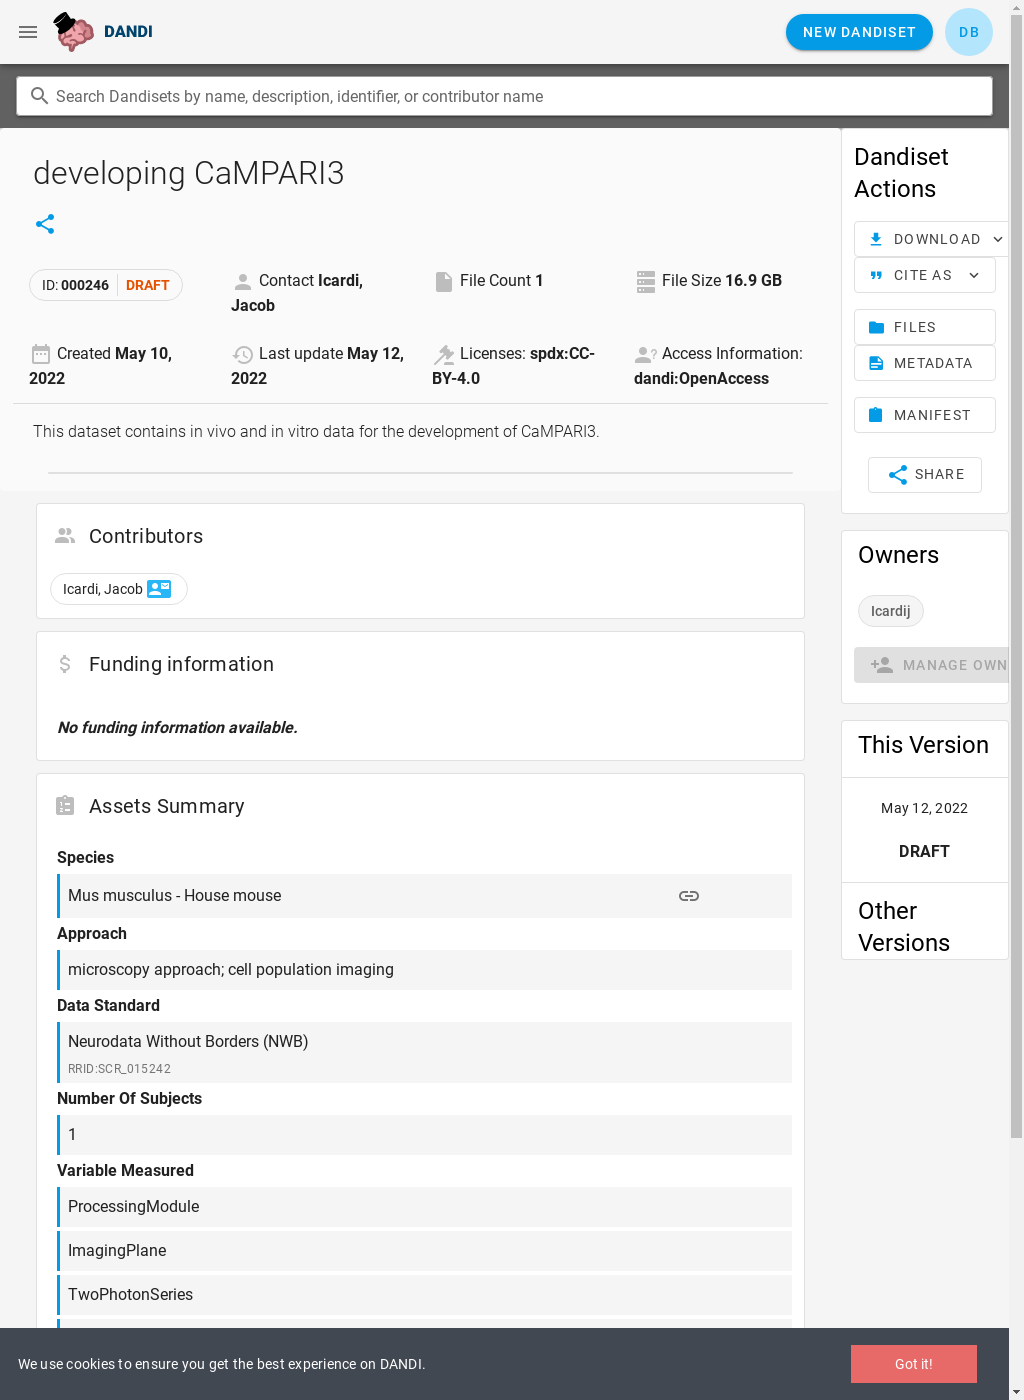 DANDI
NEW DANDISET
DB
Search Dandisets by name, description, identifier, or contributor name
developing CaMPARI3
ID: 000246 DRAFT
Contact Icardi, Jacob
File Count 1
File Size 16.9 GB
Created May 10, 2022
Last update May 12, 2022
Licenses: spdx:CC-BY-4.0
Access Information: dandi:OpenAccess
This dataset contains in vivo and in vitro data for the development of CaMPARI3.
Contributors
Icardi, Jacob
Funding information
No funding information available.
Assets Summary
Species
Mus musculus - House mouse
Approach
microscopy approach; cell population imaging
Data Standard
Neurodata Without Borders (NWB)
RRID:SCR_015242
Number Of Subjects
1
Variable Measured
ProcessingModule
ImagingPlane
TwoPhotonSeries
Dandiset
Actions
DOWNLOAD
CITE AS
FILES
METADATA
MANIFEST
SHARE
Owners
Icardij
MANAGE OWN
This Version
May 12, 2022
DRAFT
Other
Versions
We use cookies to ensure you get the best experience on DANDI.
Got it!